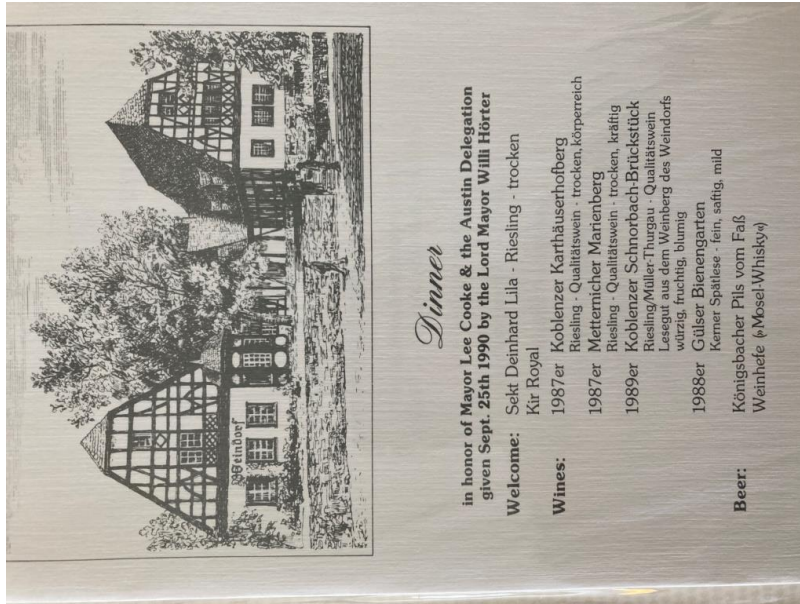 Weindorf
Dinner
in honor of Mayor Lee Cooke & the Austin Delegation
given Sept. 25th 1990 by the Lord Mayor Willi Hörter
Welcome: Sekt Deinhard Lila - Riesling - trocken
Kir Royal
Wines: 1987er Koblenzer Karthäuserhofberg
Riesling - Qualitätswein - trocken, körperreich
1987er Metternicher Marienberg
Riesling - Qualitätswein - trocken, kräftig
1989er Koblenzer Schnorbach-Brückstück
Riesling/Müller-Thurgau - Qualitätswein
Lesegut aus dem Weinberg des Weindorfs
würzig, fruchtig, blumig
1988er Gülser Bienengarten
Kerner Spätlese - fein, saftig, mild
Beer: Königsbacher Pils vom Faß
Weinhefe (»Mosel-Whisky«)